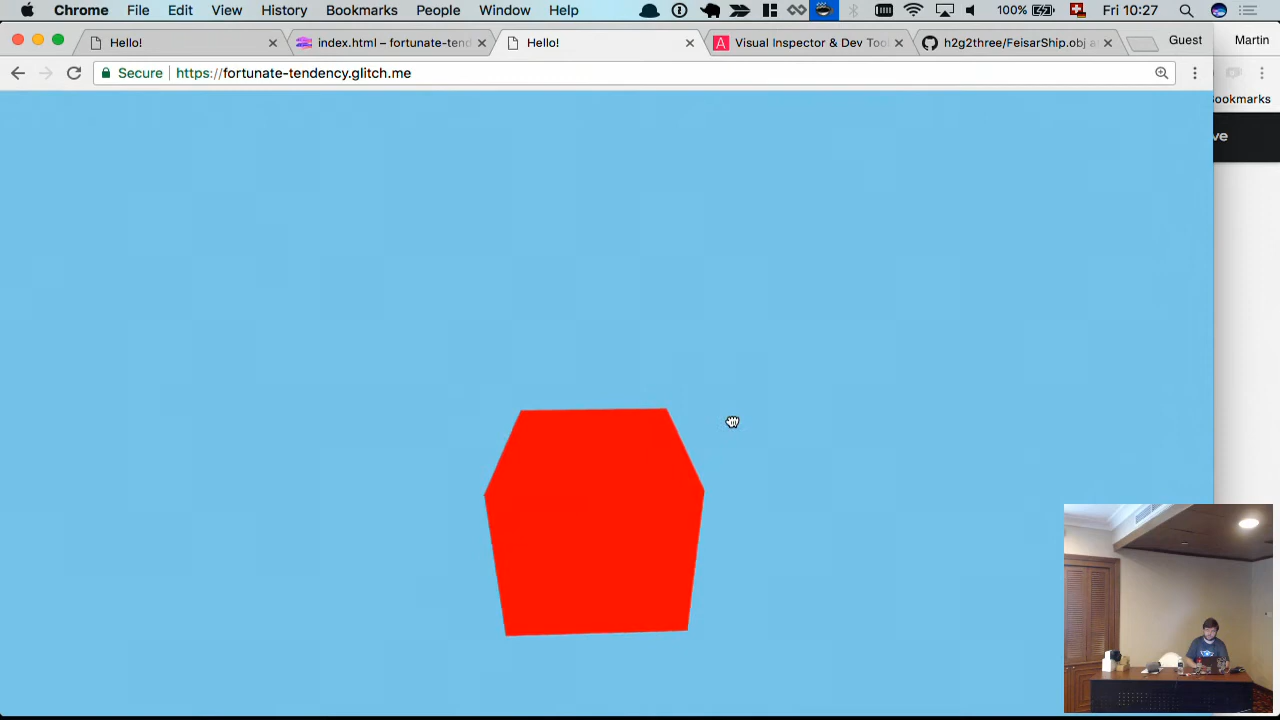 Chrome File Edit View History Bookmarks People Window Help 100% Fri 10:27
Hello! index.html – fortunate-tend Hello! Visual Inspector & Dev Tool h2g2three/FeisarShip.obj a Guest Martin
Secure https://fortunate-tendency.glitch.me
ookmarks
ve